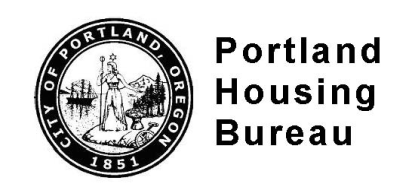 CITY OF PORTLAND, OREGON
1851
Portland
Housing
Bureau